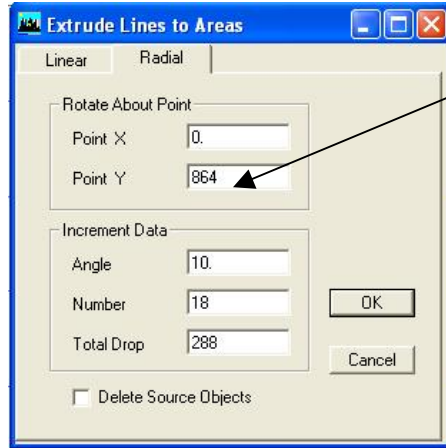 Extrude Lines to Areas
Linear Radial
Rotate About Point
Point X 0.
Point Y 864
Increment Data
Angle 10.
Number 18
Total Drop 288
OK
Cancel
Delete Source Objects